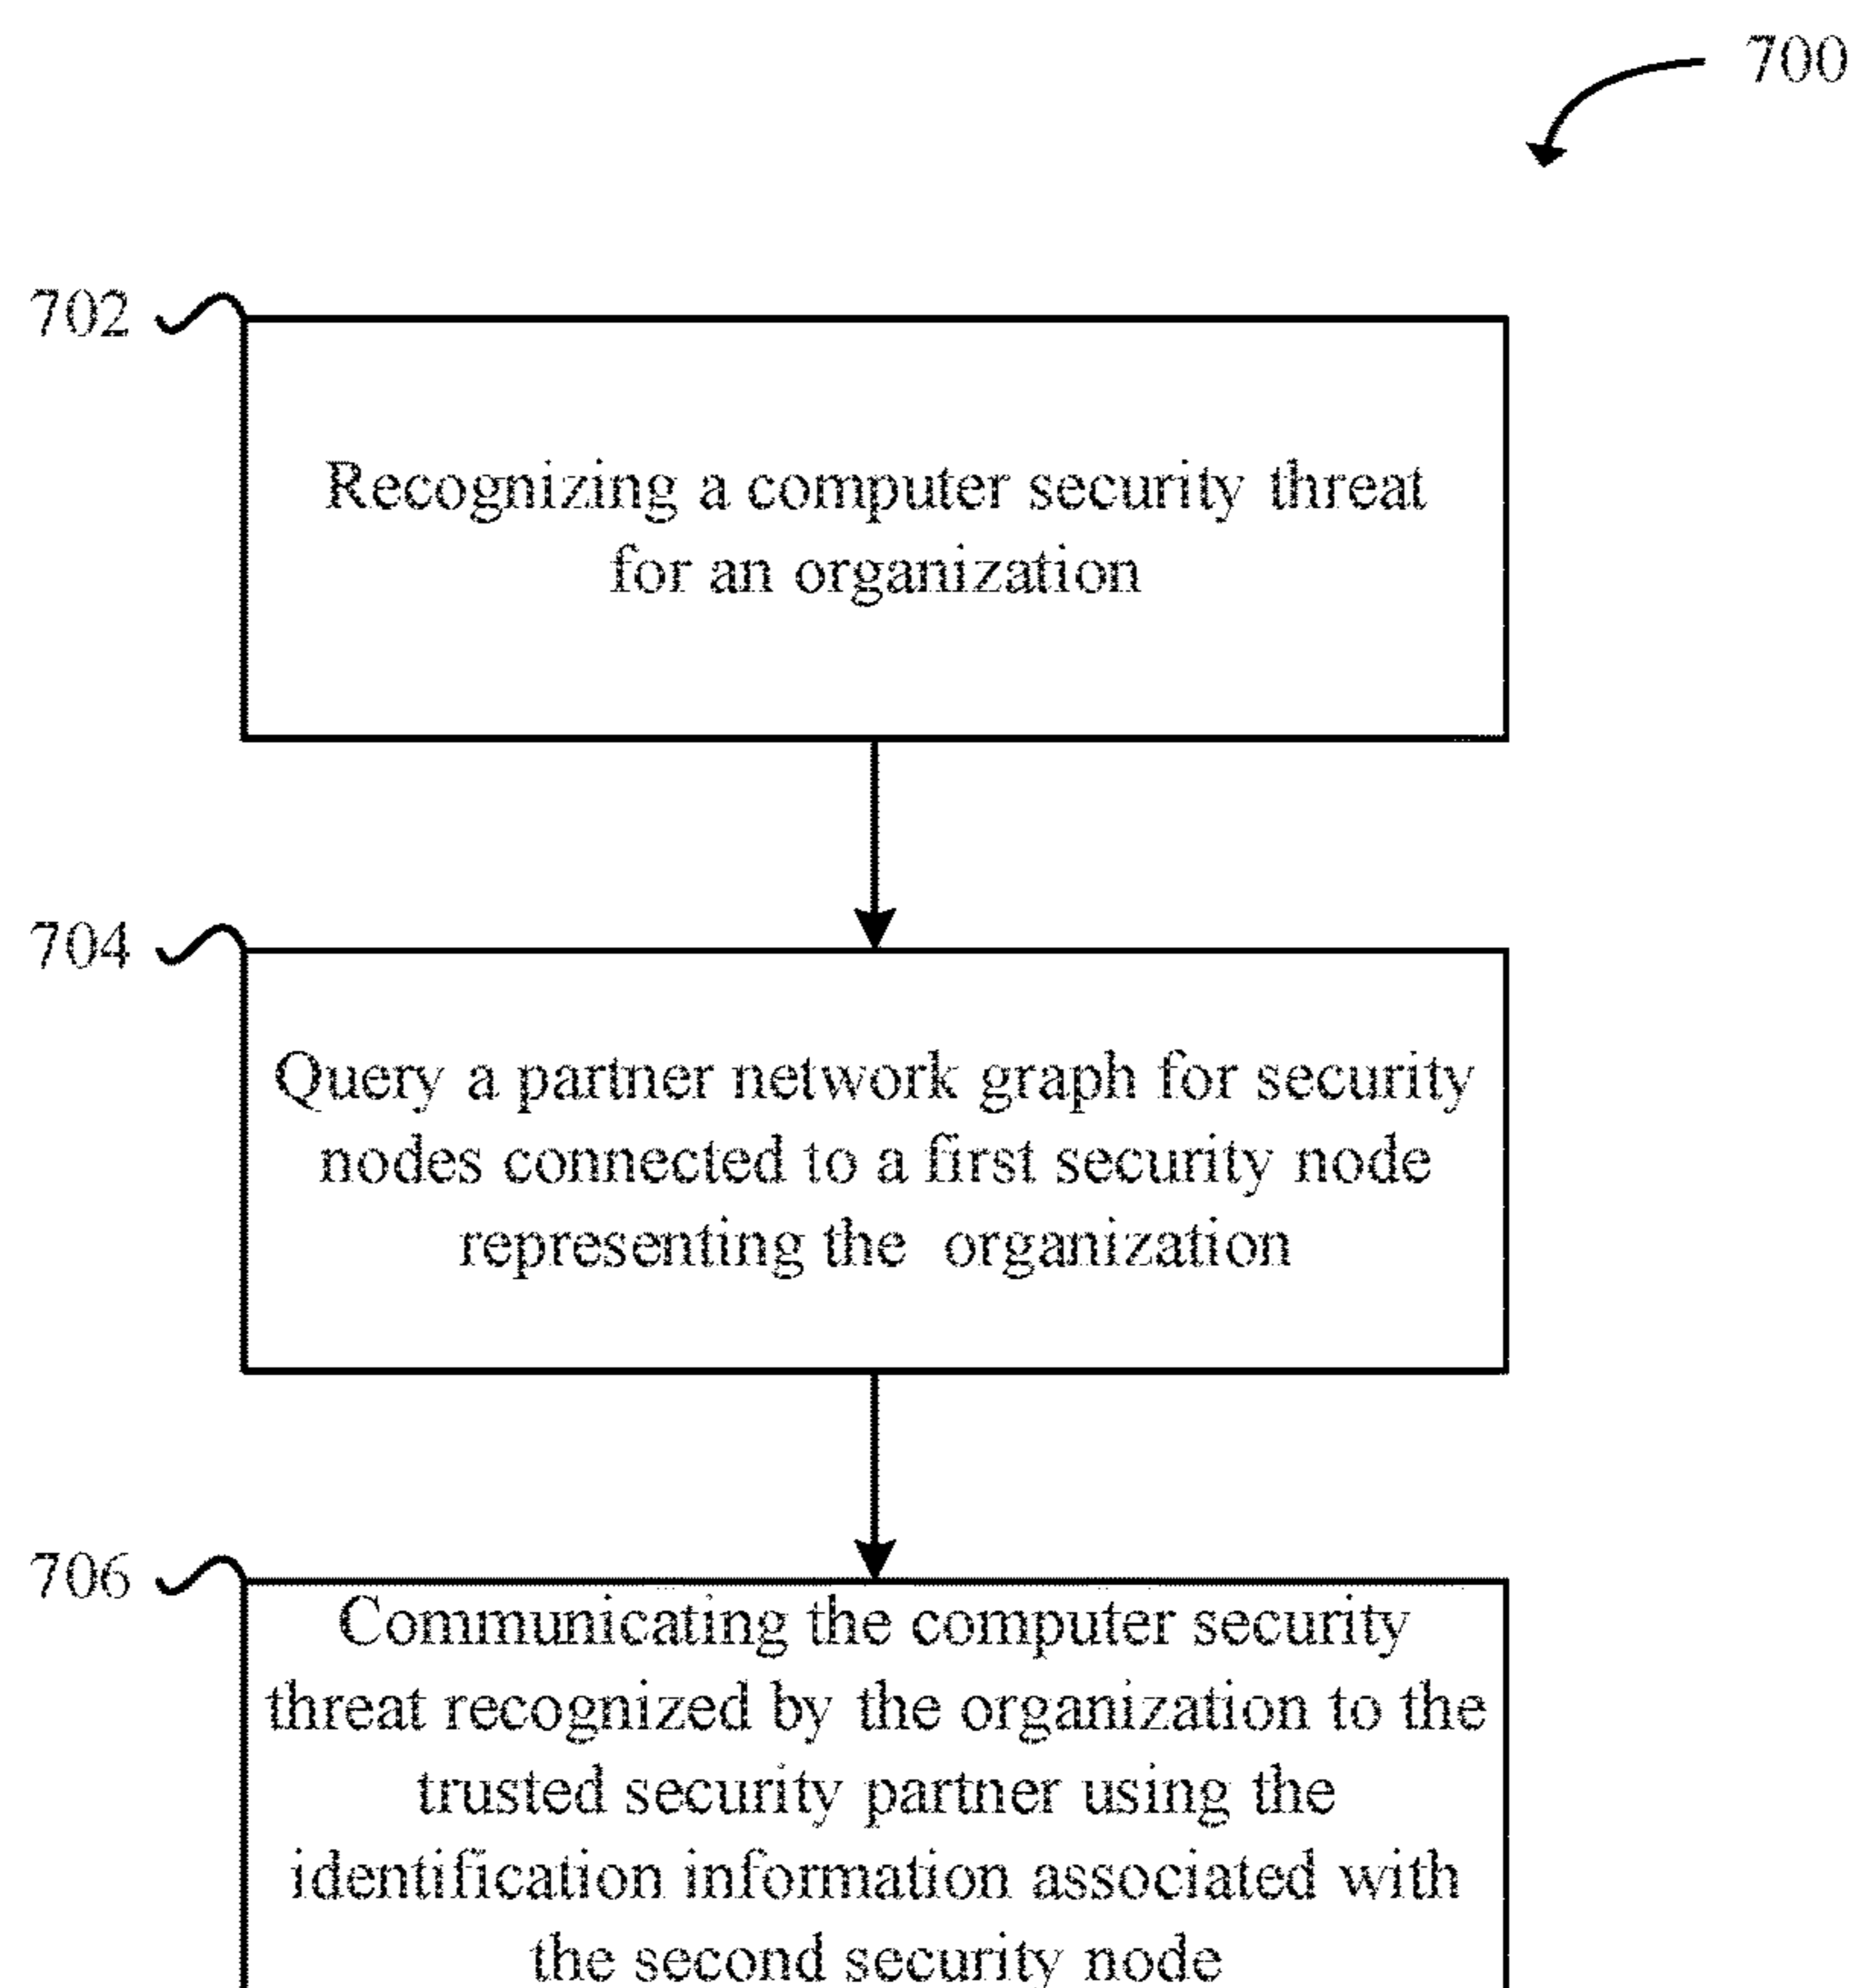 700
702
Recognizing a computer security threat
for an organization
704
Query a partner network graph for security
nodes connected to a first security node
representing the organization
706
Communicating the computer security
threat recognized by the organization to the
trusted security partner using the
identification information associated with
the second security node